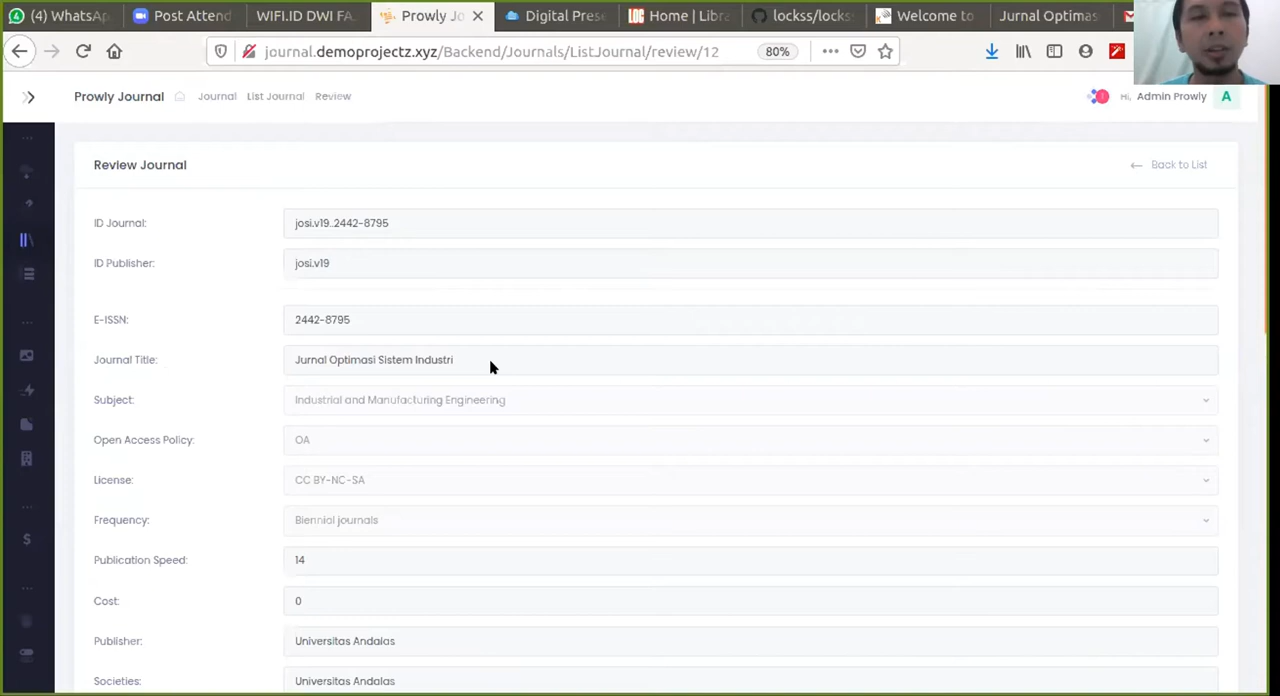 (4) WhatsAp
Post Attend
WIFI.ID DWI FA
Prowly Jo
Digital Prese
Home | Libra
lockss/locks
Welcome to
Jurnal Optimas
journal.demoprojectz.xyz/Backend/Journals/ListJournal/review/12
80%
Prowly Journal
Journal
List Journal
Review
Hi, Admin Prowly
A
Review Journal
Back to List
ID Journal:
josi.v19..2442-8795
ID Publisher:
josi.v19
E-ISSN:
2442-8795
Journal Title:
Jurnal Optimasi Sistem Industri
Subject:
Industrial and Manufacturing Engineering
Open Access Policy:
OA
License:
CC BY-NC-SA
Frequency:
Biennial journals
Publication Speed:
14
Cost:
0
Publisher:
Universitas Andalas
Societies:
Universitas Andalas